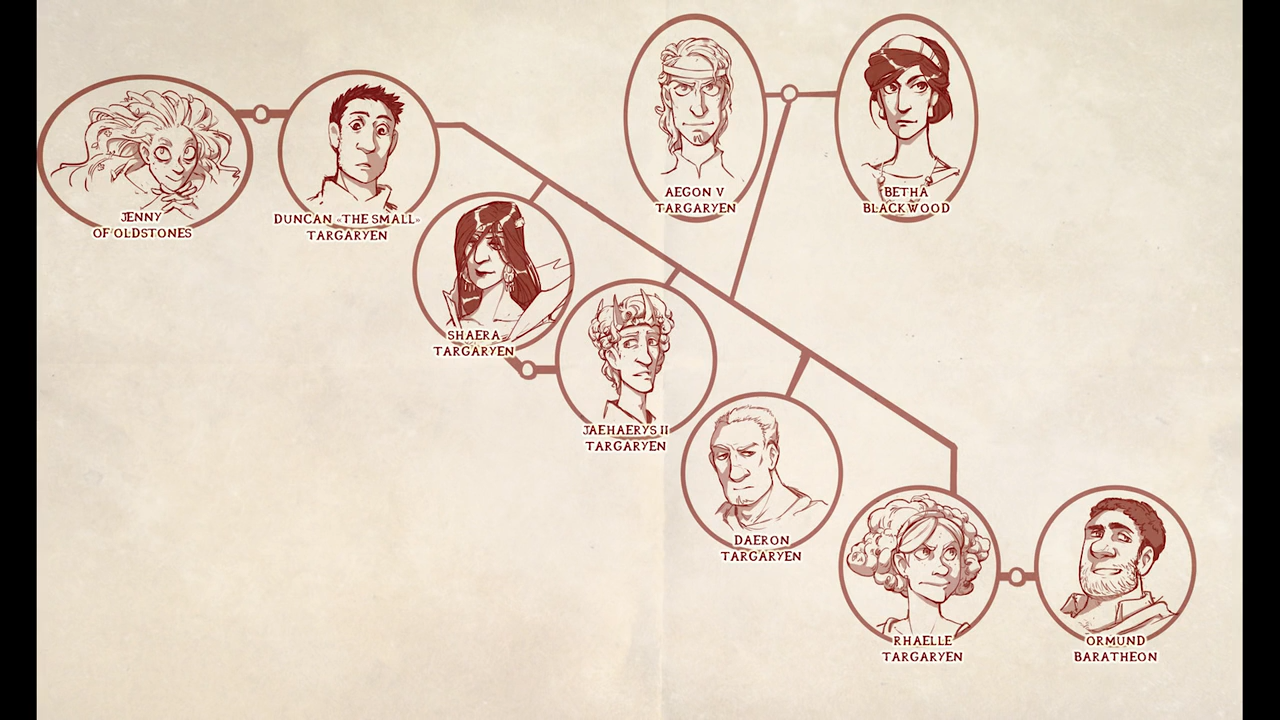 AEGON V
TARGARYEN
BETHA
BLACKWOOD
JENNY
OF OLDSTONES
DUNCAN «THE SMALL»
TARGARYEN
SHAERA
TARGARYEN
JAEHAERYS II
TARGARYEN
DAERON
TARGARYEN
RHAELLE
TARGARYEN
ORMUND
BARATHEON